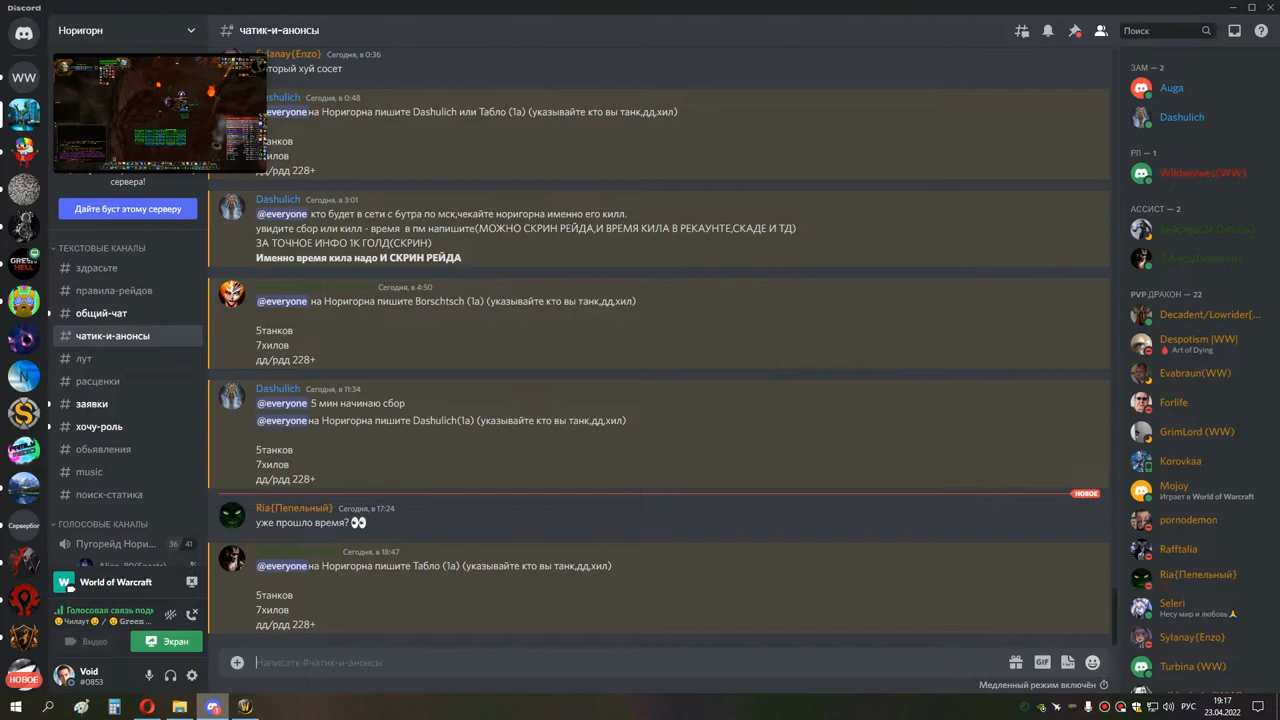 Discord
Норигорн
чатик-и-анонсы
Поиск
WW
GREEN HELL
Сервербог
НОВОЕ
сервера!
Дайте буст этому серверу
ТЕКСТОВЫЕ КАНАЛЫ
здрасьте
правила-рейдов
общий-чат
чатик-и-анонсы
лут
расценки
заявки
хочу-роль
обьявления
music
поиск-статика
ГОЛОСОВЫЕ КАНАЛЫ
Пугорейд Нори... 36 41
World of Warcraft
Голосовая связь подк
Чилаут / Green
Видео
Экран
Void
#0853
Sylanay{Enzo} Сегодня, в 0:36
который хуй сосет
Dashulich Сегодня, в 0:48
@everyone на Норигорна пишите Dashulich или Табло (1а) (указывайте кто вы танк,дд,хил)
5танков
7хилов
дд/рдд 228+
Dashulich Сегодня, в 3:01
@everyone кто будет в сети с 6утра по мск,чекайте норигорна именно его килл.
увидите сбор или килл - время в пм напишите(МОЖНО СКРИН РЕЙДА,И ВРЕМЯ КИЛА В РЕКАУНТЕ,СКАДЕ И ТД)
ЗА ТОЧНОЕ ИНФО 1К ГОЛД(СКРИН)
Именно время кила надо И СКРИН РЕЙДА
Сегодня, в 4:50
@everyone на Норигорна пишите Borschtsch (1а) (указывайте кто вы танк,дд,хил)
5танков
7хилов
дд/рдд 228+
Dashulich Сегодня, в 11:34
@everyone 5 мин начинаю сбор
@everyone на Норигорна пишите Dashulich(1а) (указывайте кто вы танк,дд,хил)
5танков
7хилов
дд/рдд 228+
НОВОЕ
Ria{Пепельный} Сегодня, в 17:24
уже прошло время? 👀
Сегодня, в 18:47
@everyone на Норигорна пишите Табло (1а) (указывайте кто вы танк,дд,хил)
5танков
7хилов
дд/рдд 228+
Написать #чатик-и-анонсы
GIF
Медленный режим включён
ЗАМ — 2
Auga
Dashulich
РЛ — 1
Wildwolwes(WW)
АССИСТ — 2
PVP ДРАКОН — 22
Decadent/Lowrider[...
Despotism |WW|
Art of Dying
Evabraun(WW)
Forlife
GrimLord (WW)
Korovkaa
Mojoy
Играет в World of Warcraft
pornodemon
Rafftalia
Ria{Пепельный}
Seleri
Несу мир и любовь🙏
Sylanay{Enzo}
Turbina (WW)
РУС
19:17
23.04.2022